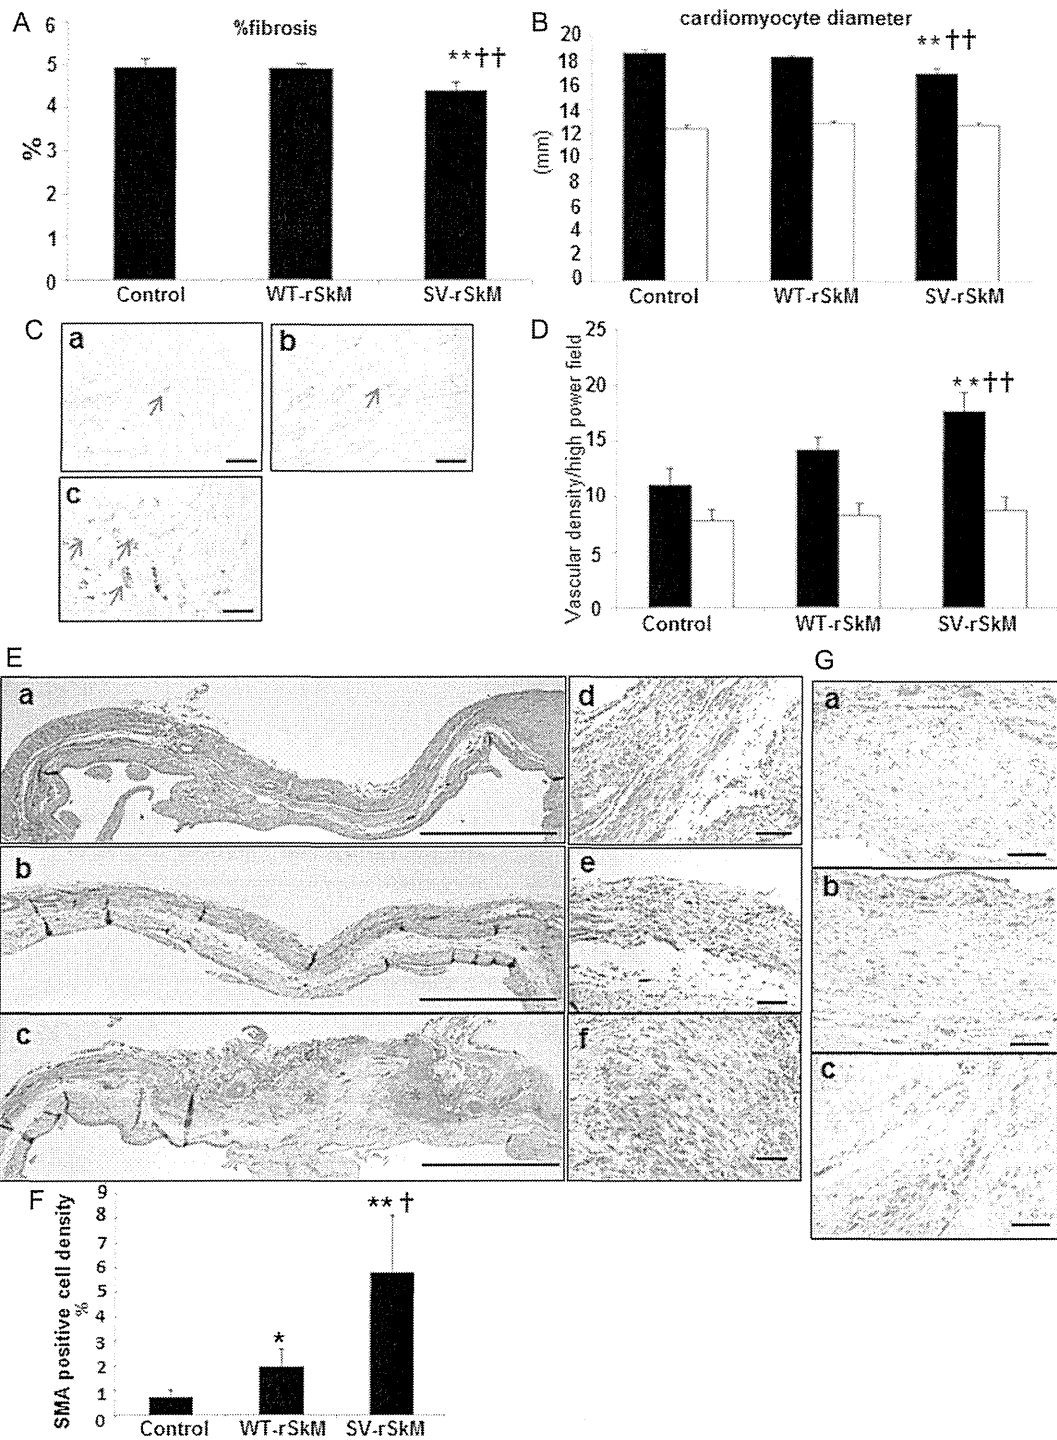 A
%fibrosis
6
5
4
3
2
1
0
%
**††
Control WT-rSkM SV-rSkM
B
cardiomyocyte diameter
20
18
16
14
12
10
18
6
4
2
0
(mm)
**††
Control WT-rSkM SV-rSkM
C
a
b
c
D
25
20
15
10
5
0
Vascular density/high power field
**††
Control WT-rSkM SV-rSkM
E
a
b
c
d
e
f
G
a
b
c
F
9
8
7
6
5
4
3
2
1
0
SMA positive cell density
%
*
**†
Control WT-rSkM SV-rSkM